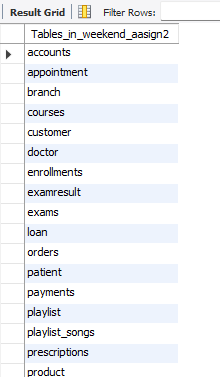 Result Grid Filter Rows:
Tables_in_weekend_aasign2
accounts
appointment
branch
courses
customer
doctor
enrollments
examresult
exams
loan
orders
patient
payments
playlist
playlist_songs
prescriptions
product